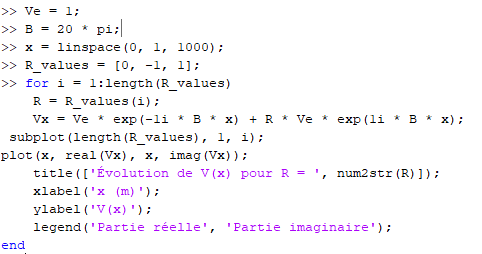 >> Ve = 1;
>> B = 20 * pi;
>> x = linspace(0, 1, 1000);
>> R_values = [0, -1, 1];
>> for i = 1:length(R_values)
    R = R_values(i);
    Vx = Ve * exp(-1i * B * x) + R * Ve * exp(1i * B * x);
 subplot(length(R_values), 1, i);
plot(x, real(Vx), x, imag(Vx));
    title(['Évolution de V(x) pour R = ', num2str(R)]);
    xlabel('x (m)');
    ylabel('V(x)');
    legend('Partie réelle', 'Partie imaginaire');
end